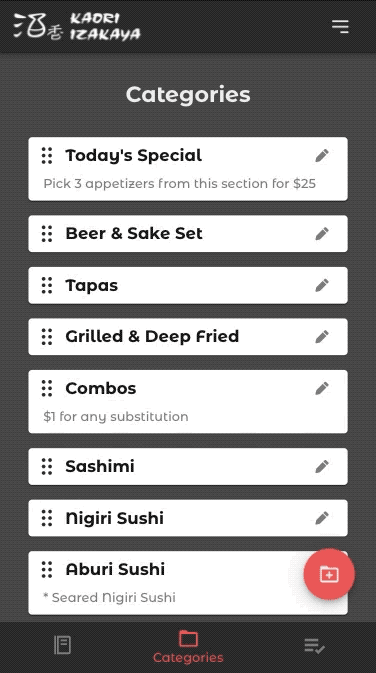 酒香 KAORI
IZAKAYA
Categories
Today's Special
Pick 3 appetizers from this section for $25
Beer & Sake Set
Tapas
Grilled & Deep Fried
Combos
$1 for any substitution
Sashimi
Nigiri Sushi
Aburi Sushi
* Seared Nigiri Sushi
Categories